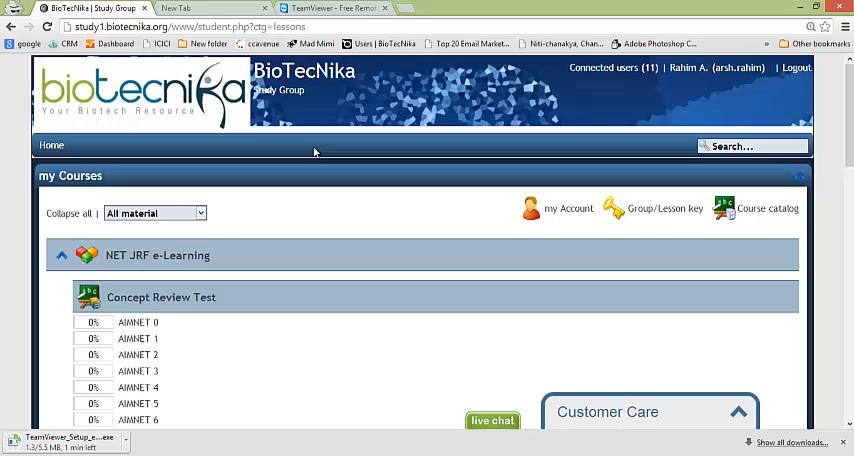 BioTecNika | Study Group
New Tab
TeamViewer - Free Remot
study1.biotecnika.org/www/student.php?ctg=lessons
google CRM Dashboard ICICI New folder ccavenue Mad Mimi Users | BioTecNika Top 20 Email Market... Niti-chanakya, Chan... Adobe Photoshop C... » Other bookmarks
biotecnika
Your Biotech Resource
BioTecNika
Study Group
Connected users (11) | Rahim A. (arsh.rahim) | Logout
Home
Search...
my Courses
Collapse all | All material
my Account
Group/Lesson key
Course catalog
NET JRF e-Learning
Concept Review Test
0% AIMNET 0
0% AIMNET 1
0% AIMNET 2
0% AIMNET 3
0% AIMNET 4
0% AIMNET 5
0% AIMNET 6
live chat
Customer Care
TeamViewer_Setup_e....exe
1.3/5.5 MB, 1 min left
Show all downloads...